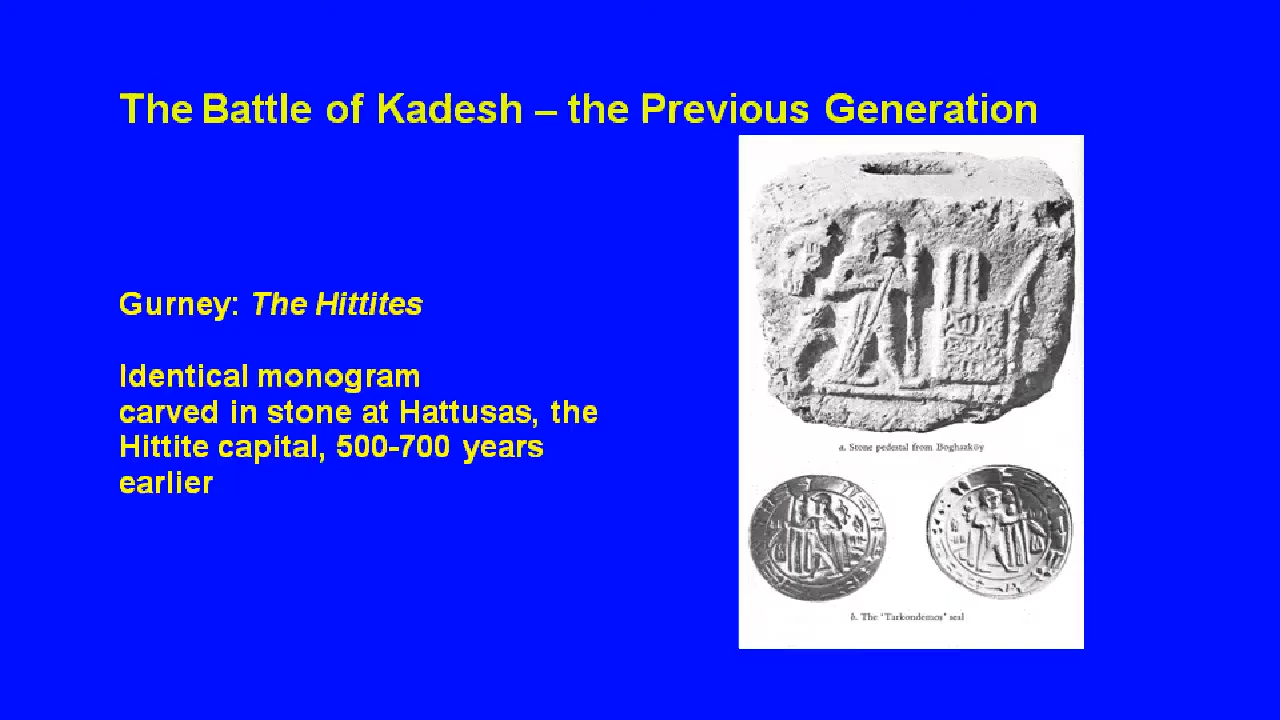 The Battle of Kadesh – the Previous Generation
Gurney: The Hittites
Identical monogram
carved in stone at Hattusas, the
Hittite capital, 500-700 years
earlier
a. Stone pedestal from Boghazköy
b. The "Tarkondemos" seal